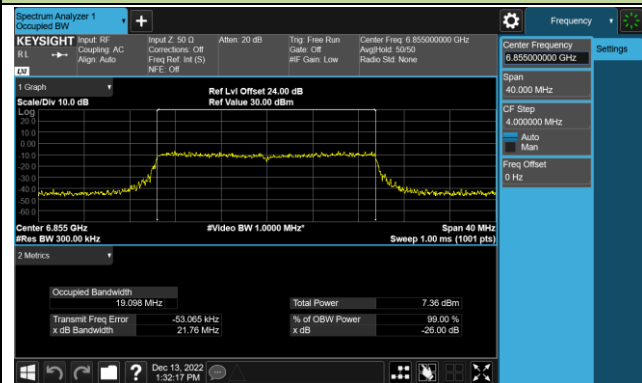 Spectrum Analyzer 1
Occupied BW
+
Frequency
KEYSIGHT
RL
Input: RF
Coupling: AC
Align: Auto
Input Z: 50 Ω
Corrections: Off
Freq Ref: Int (S)
NFE: Off
Atten: 20 dB
Trig: Free Run
Gate: Off
#IF Gain: Low
Center Freq: 6.855000000 GHz
Avg|Hold: 50/50
Radio Std: None
Center Frequency
6.855000000 GHz
Settings
Span
40.000 MHz
CF Step
4.000000 MHz
Auto
Man
Freq Offset
0 Hz
1 Graph
Scale/Div 10.0 dB
Ref Lvl Offset 24.00 dB
Ref Value 30.00 dBm
Log
20.0
10.0
0.00
-10.0
-20.0
-30.0
-40.0
-50.0
-60.0
Center 6.855 GHz
#Res BW 300.00 kHz
#Video BW 1.0000 MHz*
Span 40 MHz
Sweep 1.00 ms (1001 pts)
2 Metrics
Occupied Bandwidth
19.098 MHz
Total Power 7.36 dBm
Transmit Freq Error -53.065 kHz
% of OBW Power 99.00 %
x dB Bandwidth 21.76 MHz
x dB -26.00 dB
?
Dec 13, 2022
1:32:17 PM